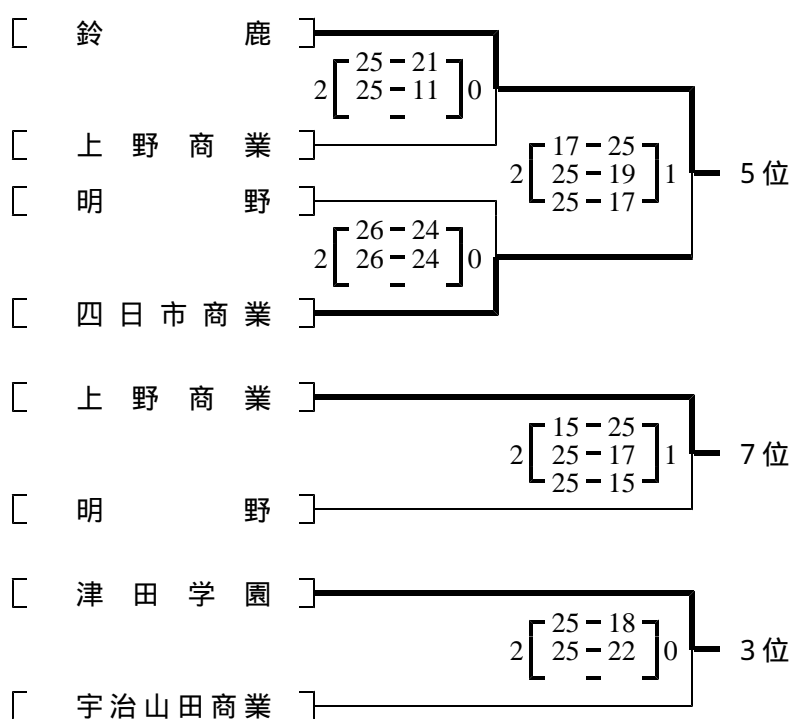 鈴鹿
25 - 21
2 25 - 11 0
-
上野商業
17 - 25
2 25 - 19 1 5位
25 - 17
明野
26 - 24
2 26 - 24 0
-
四日市商業
上野商業
15 - 25
2 25 - 17 1 7位
25 - 15
明野
津田学園
25 - 18
2 25 - 22 0 3位
-
宇治山田商業